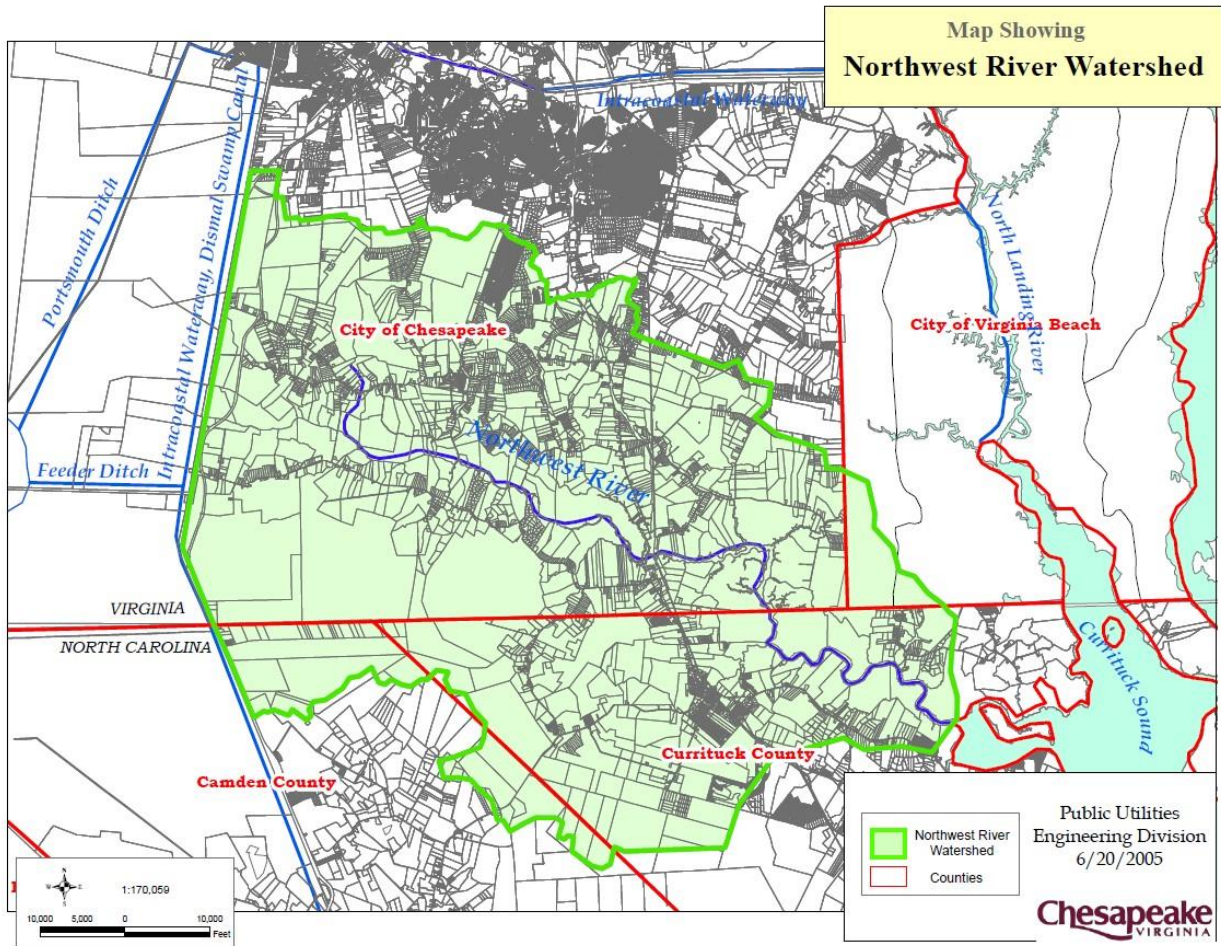 Map Showing
Northwest River Watershed
Intracoastal Waterway
Portsmouth Ditch
Intracoastal Waterway, Dismal Swamp Canal
North Landing River
City of Chesapeake
City of Virginia Beach
Northwest River
Feeder Ditch
VIRGINIA
NORTH CAROLINA
Currituck Sound
Currituck County
Camden County
Northwest River
Watershed
Counties
Public Utilities
Engineering Division
6/20/2005
Chesapeake
VIRGINIA
N
W E
S
1:170,059
10,000 5,000 0 10,000
Feet